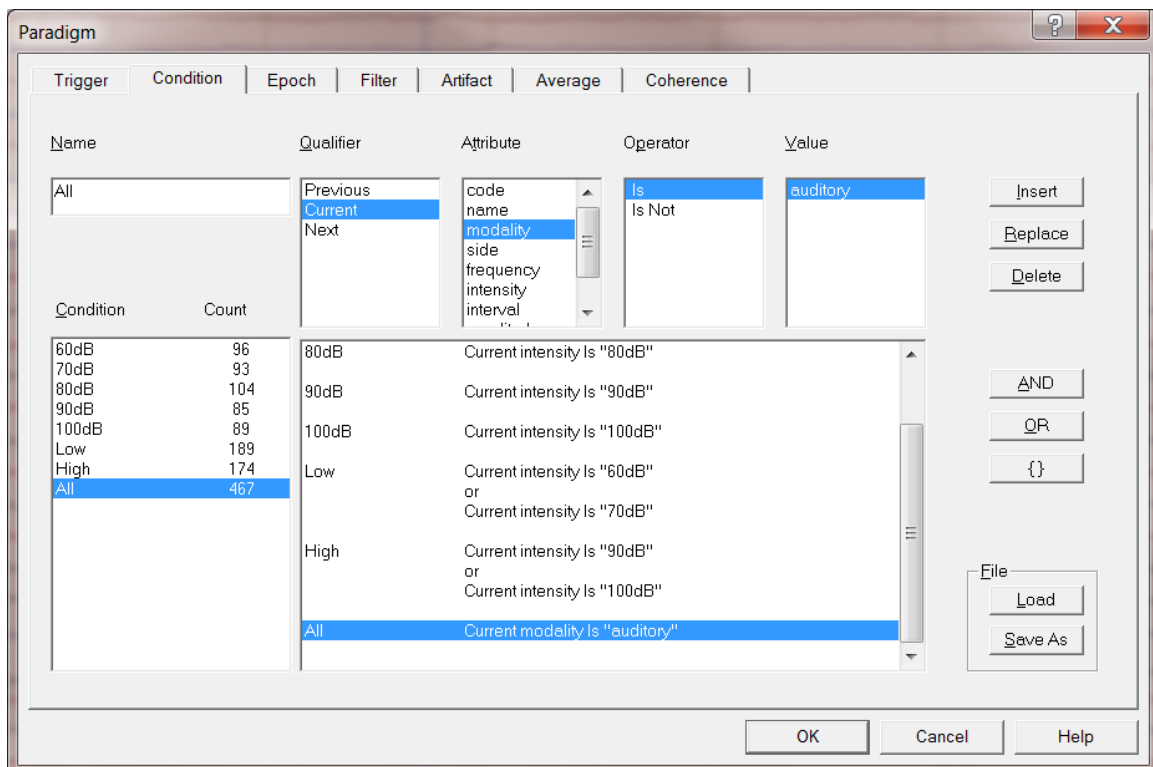 Paradigm
Trigger Condition Epoch Filter Artifact Average Coherence
Name Qualifier Attribute Operator Value
All
Previous
Current
Next
code
name
modality
side
frequency
intensity
interval
Is
Is Not
auditory
Insert
Replace
Delete
Condition Count
60dB 96
70dB 93
80dB 104
90dB 85
100dB 89
Low 189
High 174
All 467
80dB Current intensity Is "80dB"
90dB Current intensity Is "90dB"
100dB Current intensity Is "100dB"
Low Current intensity Is "60dB"
or
Current intensity Is "70dB"
High Current intensity Is "90dB"
or
Current intensity Is "100dB"
All Current modality Is "auditory"
AND
OR
{}
File
Load
Save As
OK Cancel Help